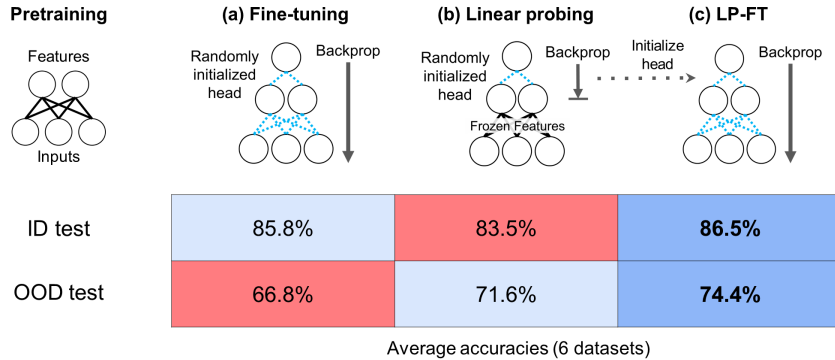 Pretraining
(a) Fine-tuning
(b) Linear probing
(c) LP-FT
Features
Inputs
Randomly
initialized
head
Backprop
Randomly
initialized
head
Backprop
Frozen Features
Initialize
head
Backprop
ID test
85.8%
83.5%
86.5%
OOD test
66.8%
71.6%
74.4%
Average accuracies (6 datasets)